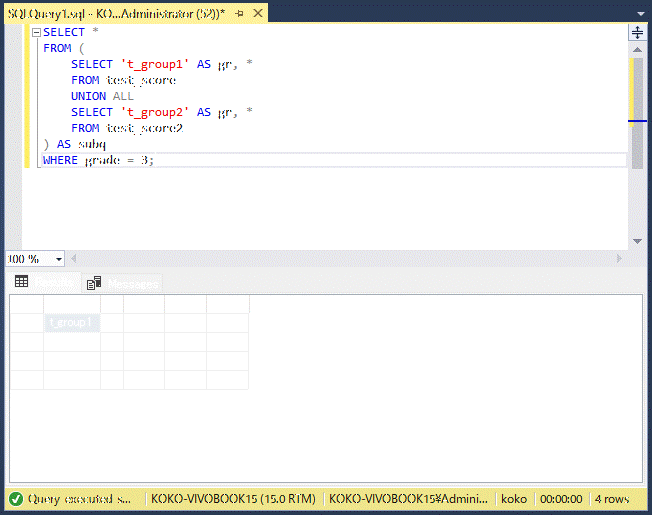 SQLQuery1.sql - KO...Administrator (52))*
SELECT *
FROM (
SELECT 't_group1' AS gr, *
FROM test_score
UNION ALL
SELECT 't_group2' AS gr, *
FROM test_score2
) AS subq
WHERE grade = 3;
100 %
Messages
t_group1
Query executed s... KOKO-VIVOBOOK15 (15.0 RTM) KOKO-VIVOBOOK15¥Admini... koko 00:00:00 4 rows